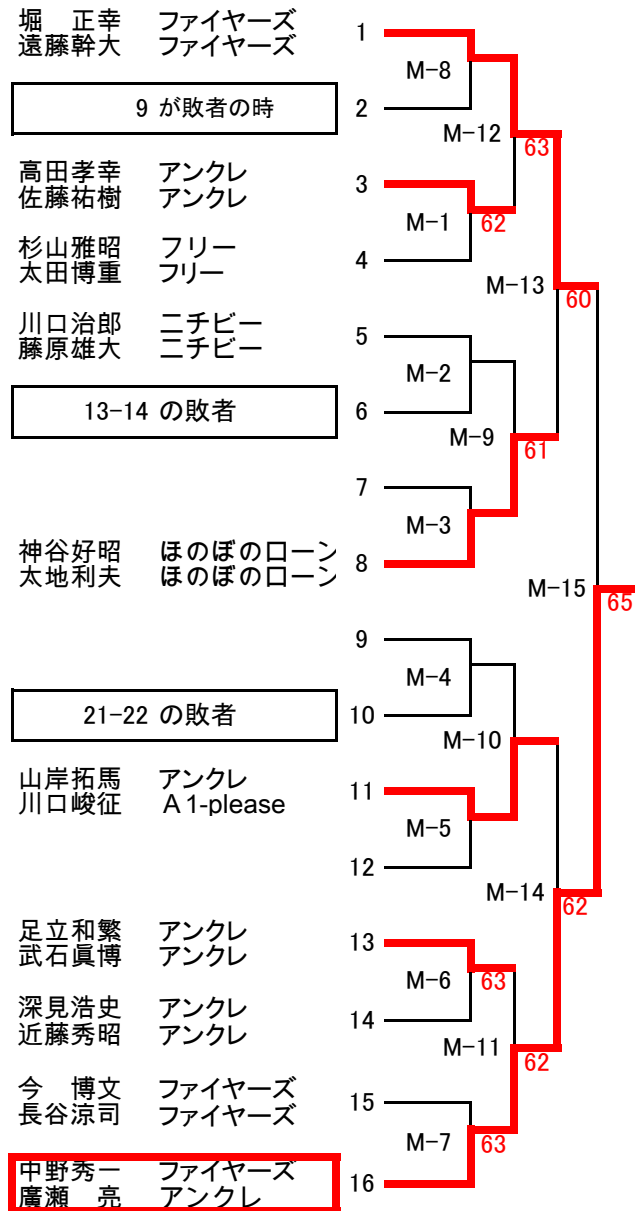 堀　正幸　ファイヤーズ
遠藤幹大　ファイヤーズ
1
M-8
9 が敗者の時
2
M-12
63
高田孝幸　アンクレ
佐藤祐樹　アンクレ
3
M-1
62
杉山雅昭　フリー
太田博重　フリー
4
M-13
60
川口治郎　ニチビー
藤原雄大　ニチビー
5
M-2
13-14 の敗者
6
M-9
61
7
M-3
神谷好昭　ほのぼのローン
太地利夫　ほのぼのローン
8
M-15
65
9
M-4
21-22 の敗者
10
M-10
山岸拓馬　アンクレ
川口峻征　A1-please
11
M-5
12
M-14
62
足立和繁　アンクレ
武石眞博　アンクレ
13
M-6
63
深見浩史　アンクレ
近藤秀昭　アンクレ
14
M-11
62
今　博文　ファイヤーズ
長谷涼司　ファイヤーズ
15
M-7
63
中野秀一　ファイヤーズ
廣瀬　亮　アンクレ
16